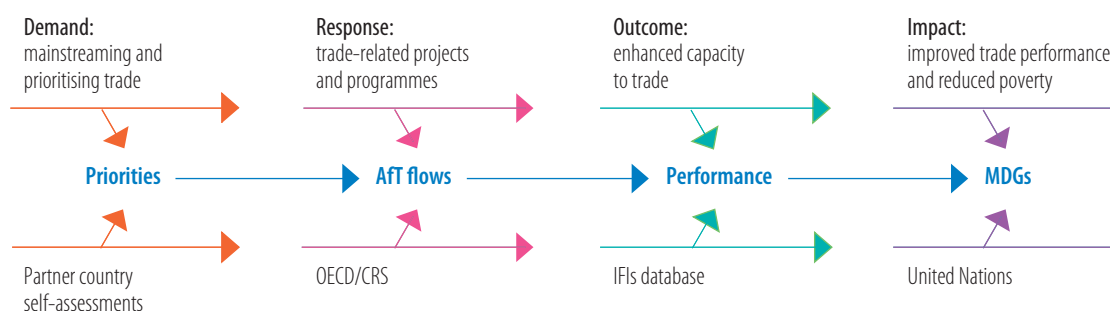 Demand:
mainstreaming and
prioritising trade
Response:
trade-related projects
and programmes
Outcome:
enhanced capacity
to trade
Impact:
improved trade performance
and reduced poverty
Priorities
AfT flows
Performance
MDGs
Partner country
self-assessments
OECD/CRS
IFIs database
United Nations